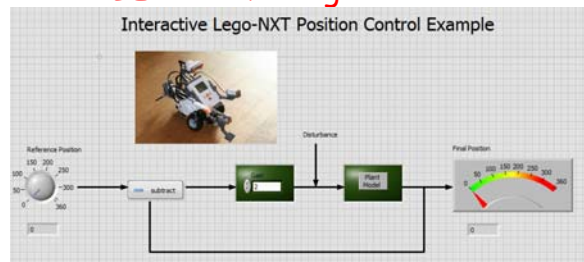 Interactive Lego-NXT Position Control Example
Disturbance
Reference Position
Final Position
0 50 100 150 200 250 300 360
subtract
Gain
2
Plant
Model
0 50 100 150 200 250 300 360
0
0